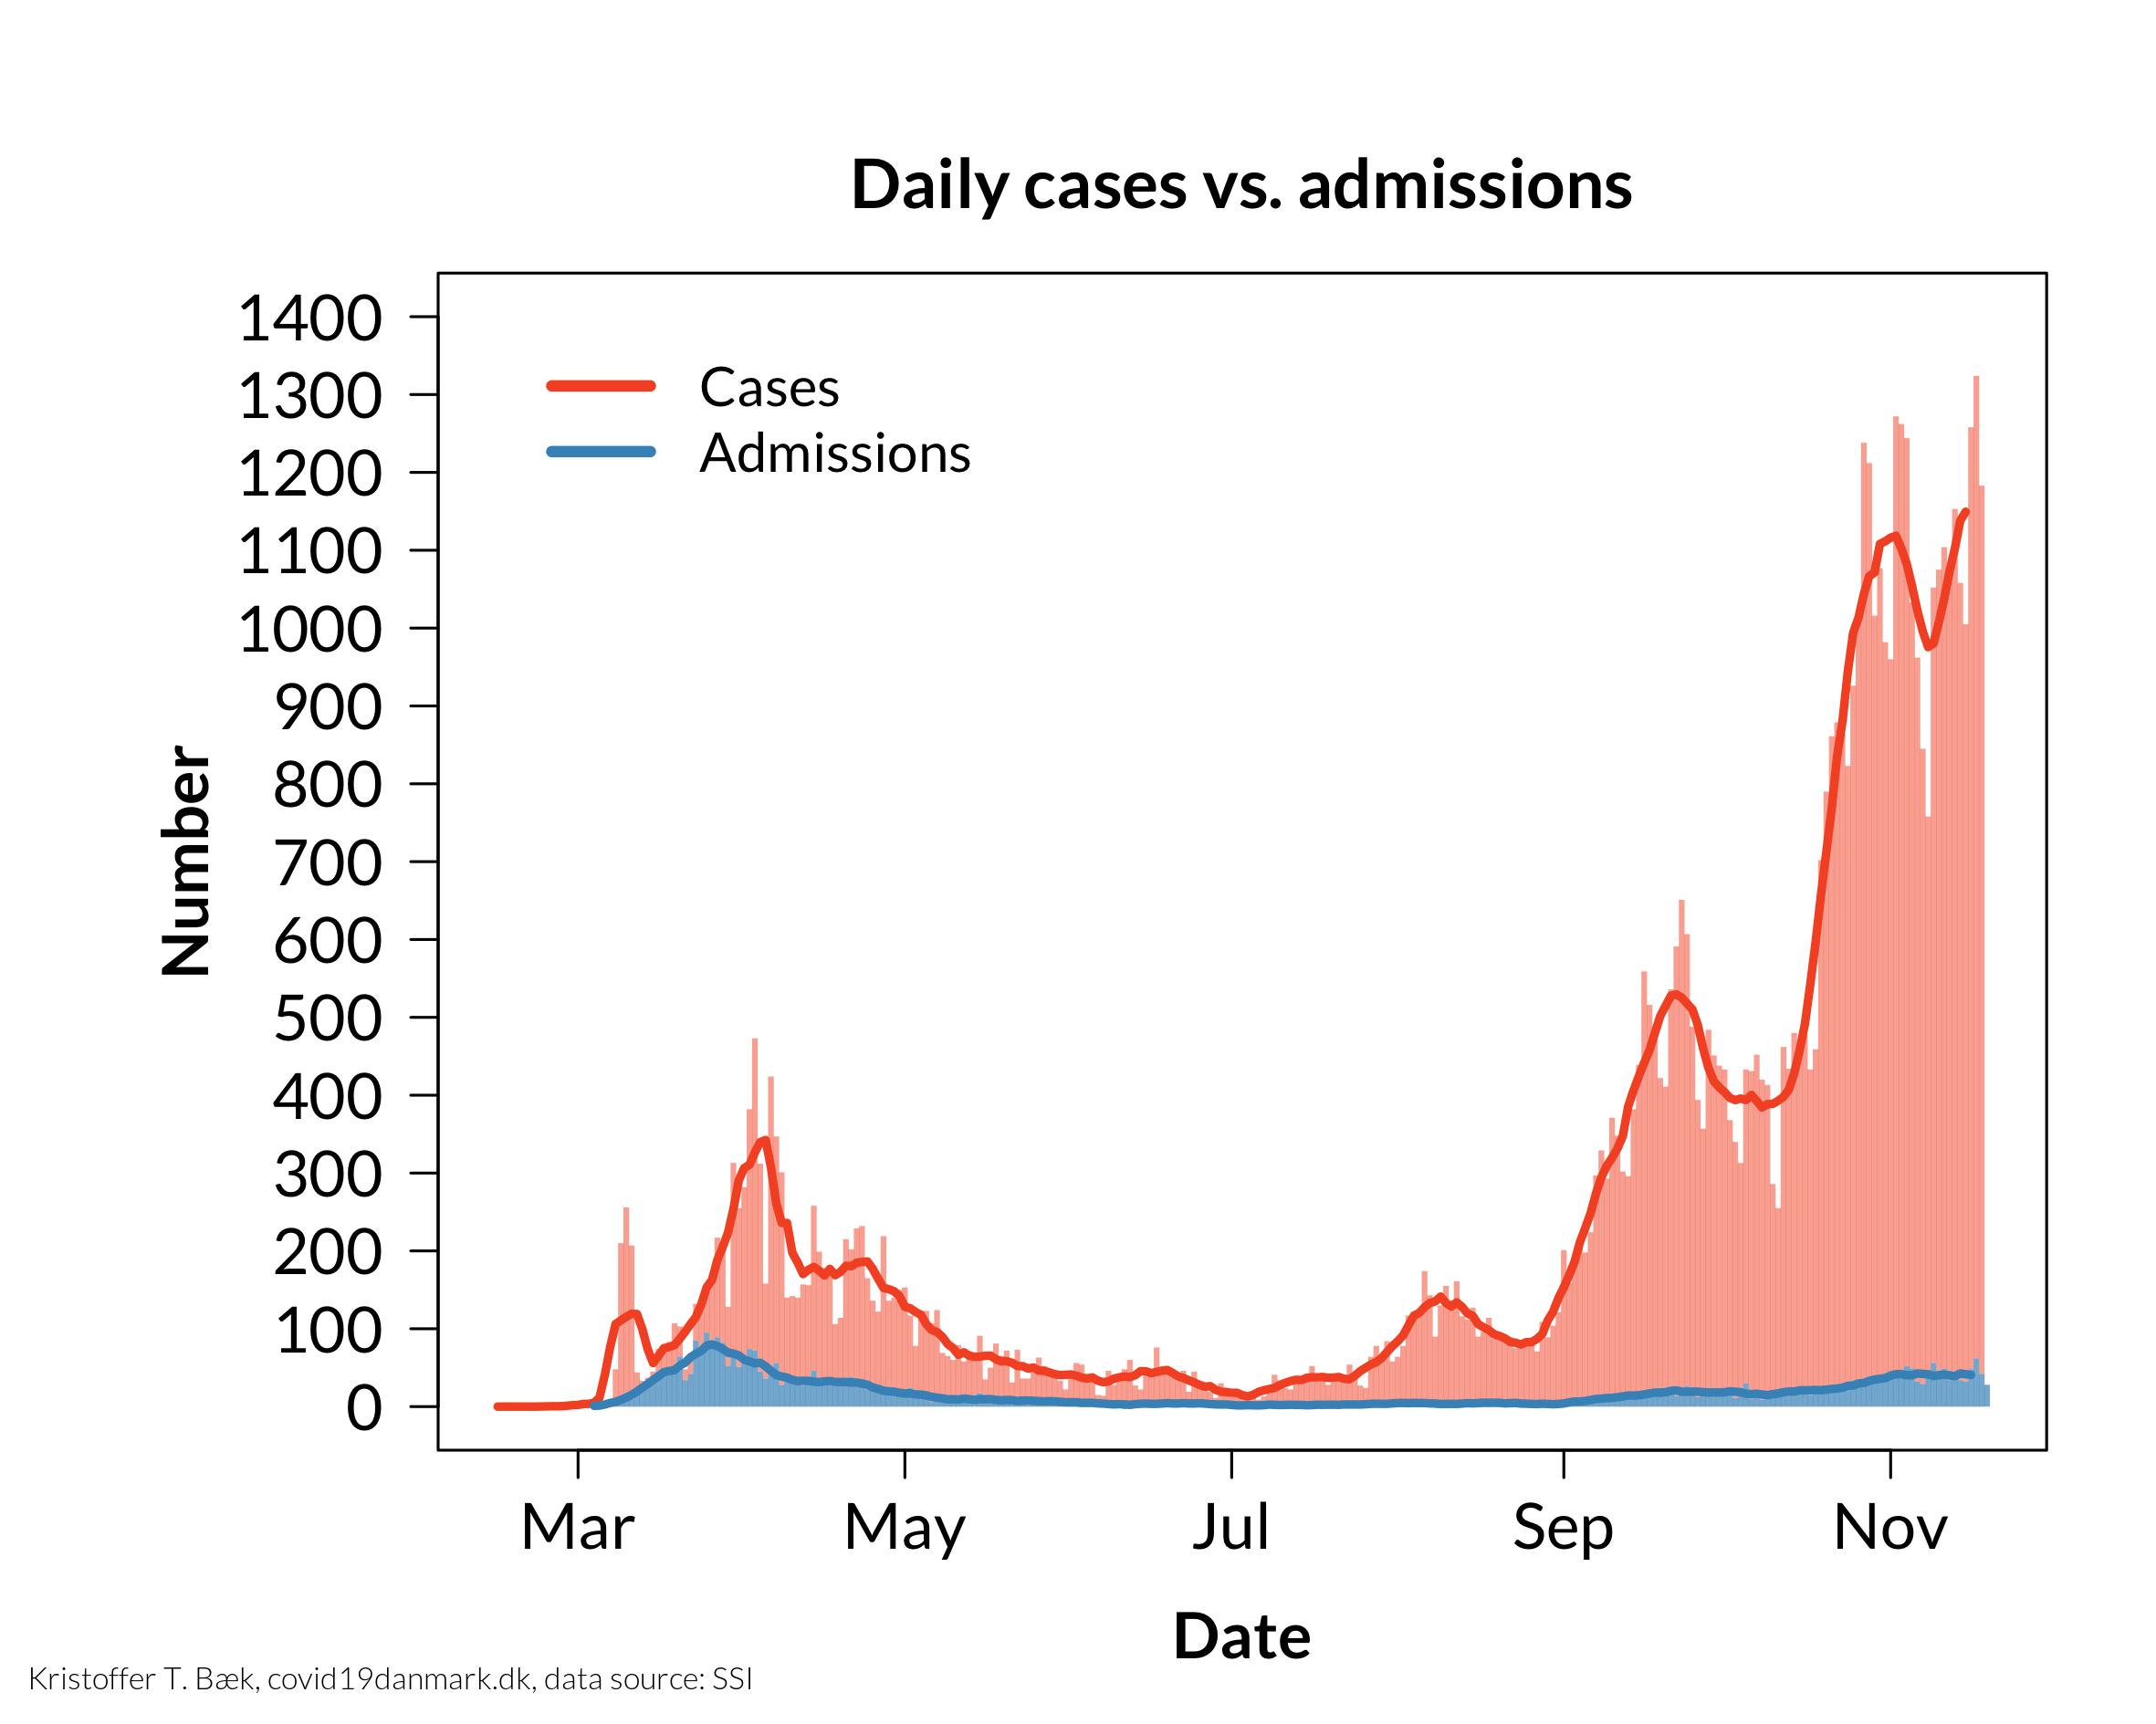 Daily cases vs. admissions
1400
1300
1200
1100
1000
900
800
700
600
500
400
300
200
100
0
Number
Cases
Admissions
Mar May Jul Sep Nov
Date
Kristoffer T. Bæk, covid19danmark.dk, data source: SSI